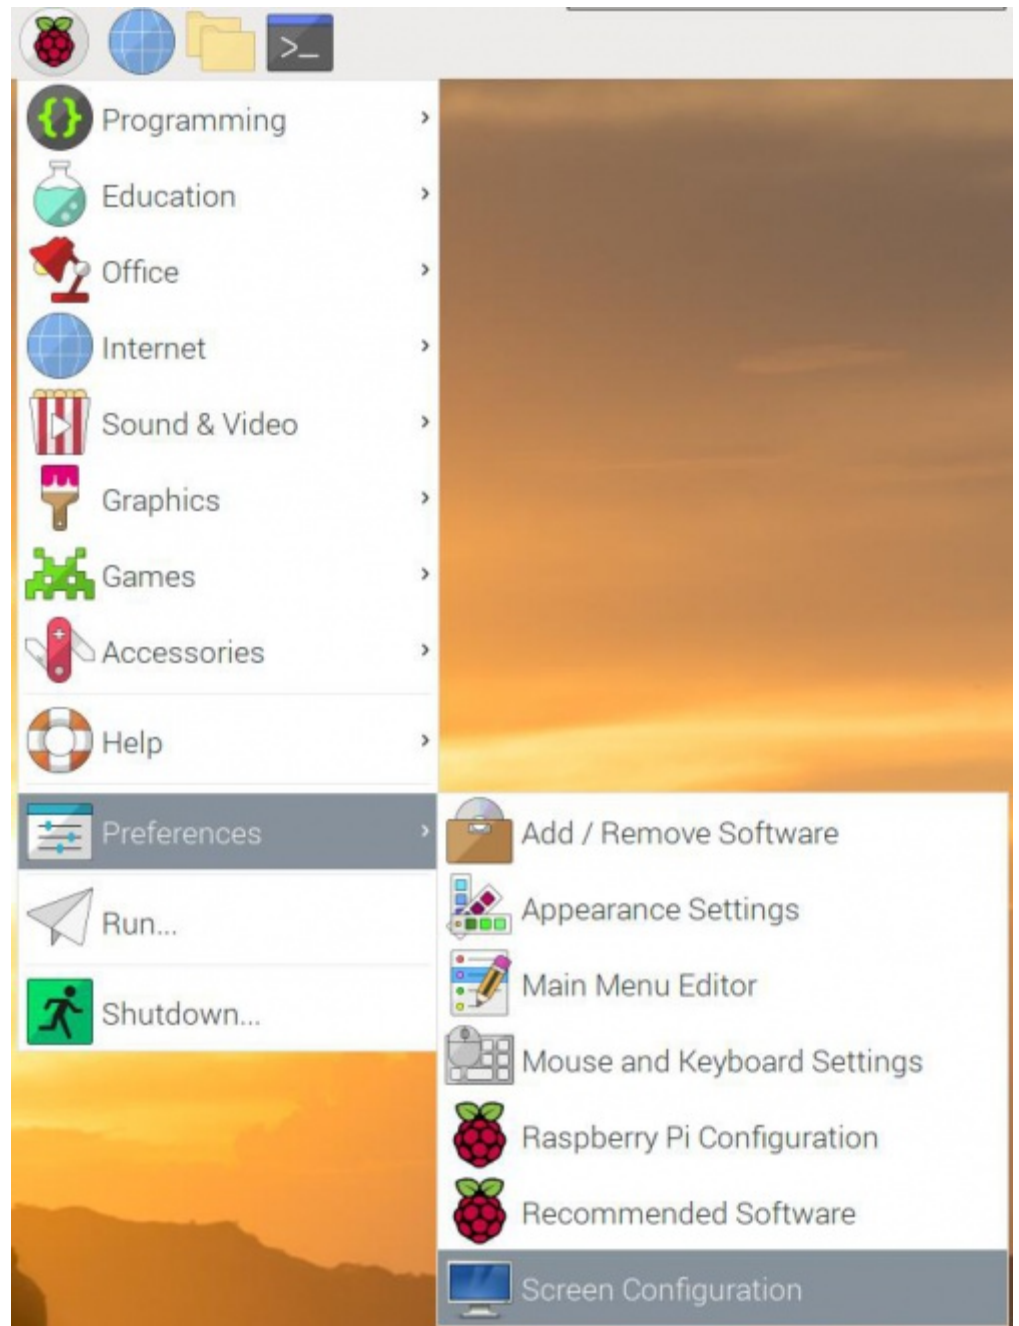 >_
Programming
Education
Office
Internet
Sound & Video
Graphics
Games
Accessories
Help
Preferences
Run...
Shutdown...
Add / Remove Software
Appearance Settings
Main Menu Editor
Mouse and Keyboard Settings
Raspberry Pi Configuration
Recommended Software
Screen Configuration